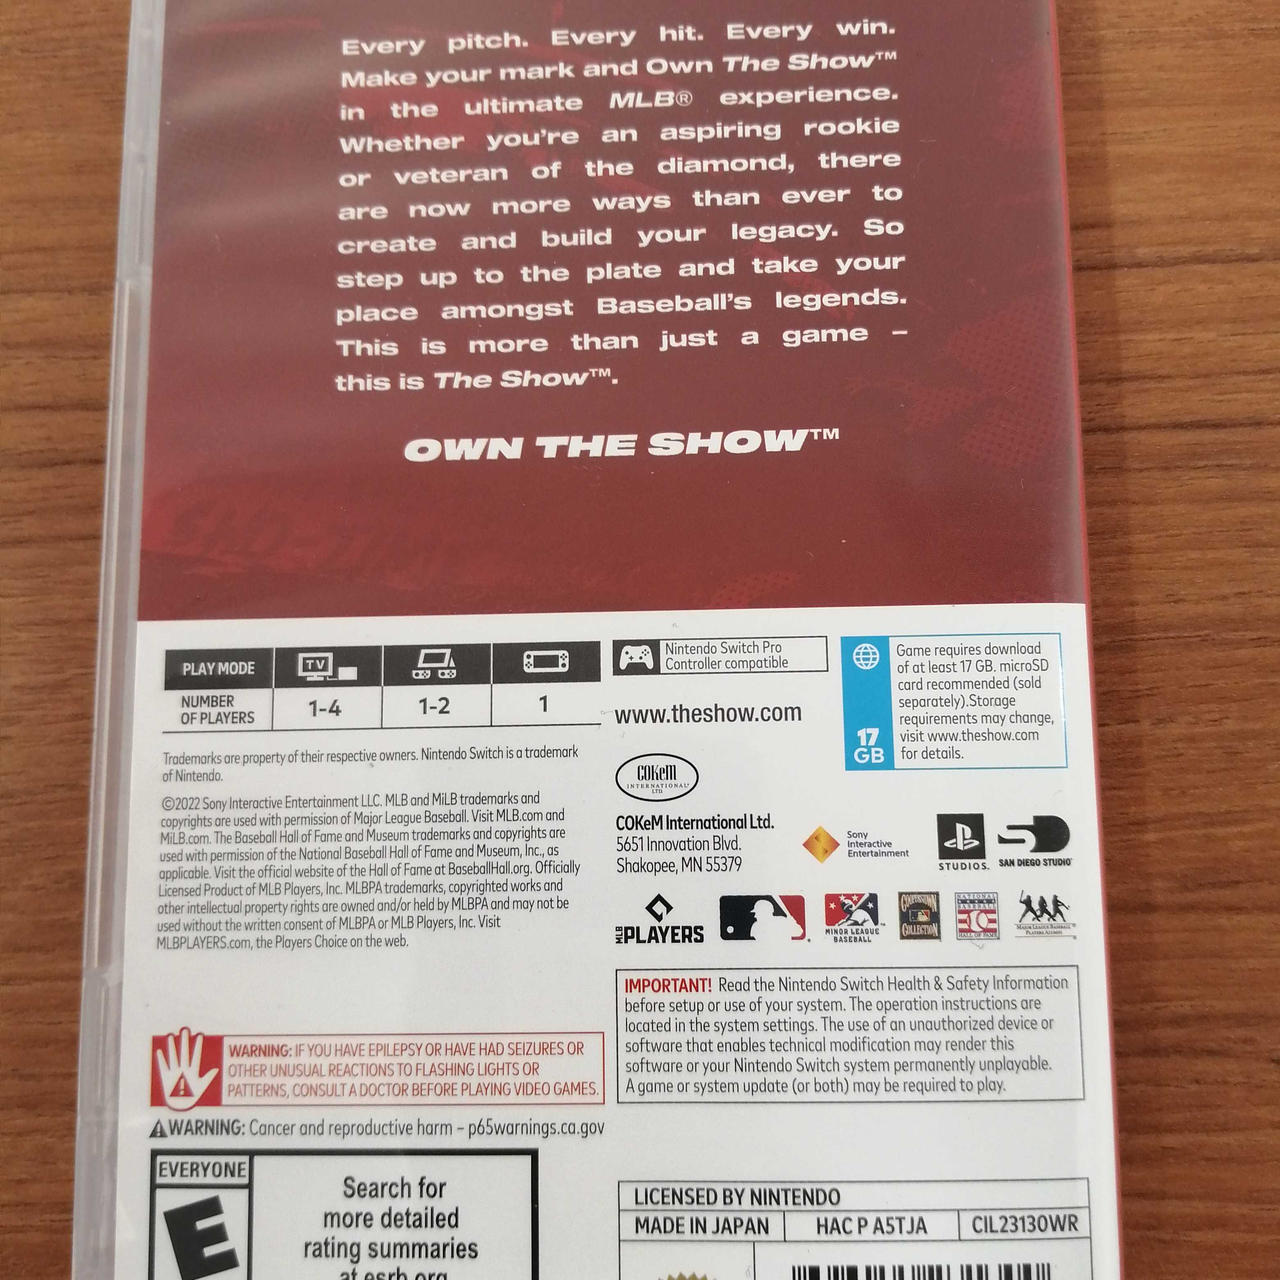 Every pitch. Every hit. Every win.
Make your mark and Own The Show™
in the ultimate MLB® experience.
Whether you're an aspiring rookie
or veteran of the diamond, there
are now more ways than ever to
create and build your legacy. So
step up to the plate and take your
place amongst Baseball's legends.
This is more than just a game –
this is The Show™.
OWN THE SHOW™
PLAY MODE
TV
NUMBER
OF PLAYERS
1-4
1-2
1
Nintendo Switch Pro
Controller compatible
www.theshow.com
17
GB
Game requires download
of at least 17 GB. microSD
card recommended (sold
separately).Storage
requirements may change,
visit www.theshow.com
for details.
Trademarks are property of their respective owners. Nintendo Switch is a trademark
of Nintendo.
©2022 Sony Interactive Entertainment LLC. MLB and MiLB trademarks and
copyrights are used with permission of Major League Baseball. Visit MLB.com and
MiLB.com. The Baseball Hall of Fame and Museum trademarks and copyrights are
used with permission of the National Baseball Hall of Fame and Museum, Inc., as
applicable. Visit the official website of the Hall of Fame at BaseballHall.org. Officially
Licensed Product of MLB Players, Inc. MLBPA trademarks, copyrighted works and
other intellectual property rights are owned and/or held by MLBPA and may not be
used without the written consent of MLBPA or MLB Players, Inc. Visit
MLBPLAYERS.com, the Players Choice on the web.
COKeM
INTERNATIONAL
LTD.
COKeM International Ltd.
5651 Innovation Blvd.
Shakopee, MN 55379
Sony
Interactive
Entertainment
STUDIOS.
SAN DIEGO STUDIO
MLB PLAYERS
MINOR LEAGUE
BASEBALL
COOPERSTOWN
COLLECTION
NATIONAL
BASEBALL
HALL OF FAME
MAJOR LEAGUE BASEBALL
PLAYERS ALUMNI
IMPORTANT! Read the Nintendo Switch Health & Safety Information
before setup or use of your system. The operation instructions are
located in the system settings. The use of an unauthorized device or
software that enables technical modification may render this
software or your Nintendo Switch system permanently unplayable.
A game or system update (or both) may be required to play.
WARNING: IF YOU HAVE EPILEPSY OR HAVE HAD SEIZURES OR
OTHER UNUSUAL REACTIONS TO FLASHING LIGHTS OR
PATTERNS, CONSULT A DOCTOR BEFORE PLAYING VIDEO GAMES.
WARNING: Cancer and reproductive harm – p65warnings.ca.gov
EVERYONE
E
Search for
more detailed
rating summaries
at esrb.org
LICENSED BY NINTENDO
MADE IN JAPAN
HAC P A5TJA
CIL23130WR